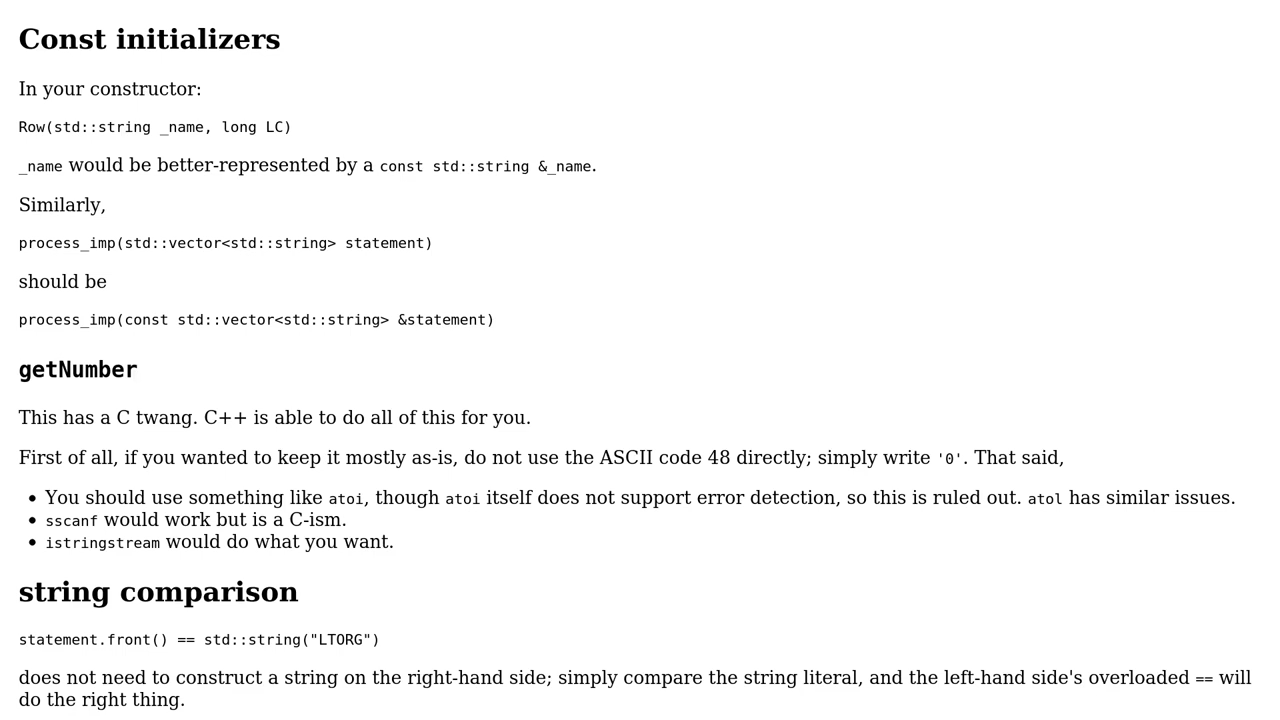 Const initializers
In your constructor:
Row(std::string _name, long LC)
_name would be better-represented by a const std::string &_name.
Similarly,
process_imp(std::vector<std::string> statement)
should be
process_imp(const std::vector<std::string> &statement)
getNumber
This has a C twang. C++ is able to do all of this for you.
First of all, if you wanted to keep it mostly as-is, do not use the ASCII code 48 directly; simply write '0'. That said,
• You should use something like atoi, though atoi itself does not support error detection, so this is ruled out. atol has similar issues.
• sscanf would work but is a C-ism.
• istringstream would do what you want.
string comparison
statement.front() == std::string("LTORG")
does not need to construct a string on the right-hand side; simply compare the string literal, and the left-hand side's overloaded == will
do the right thing.